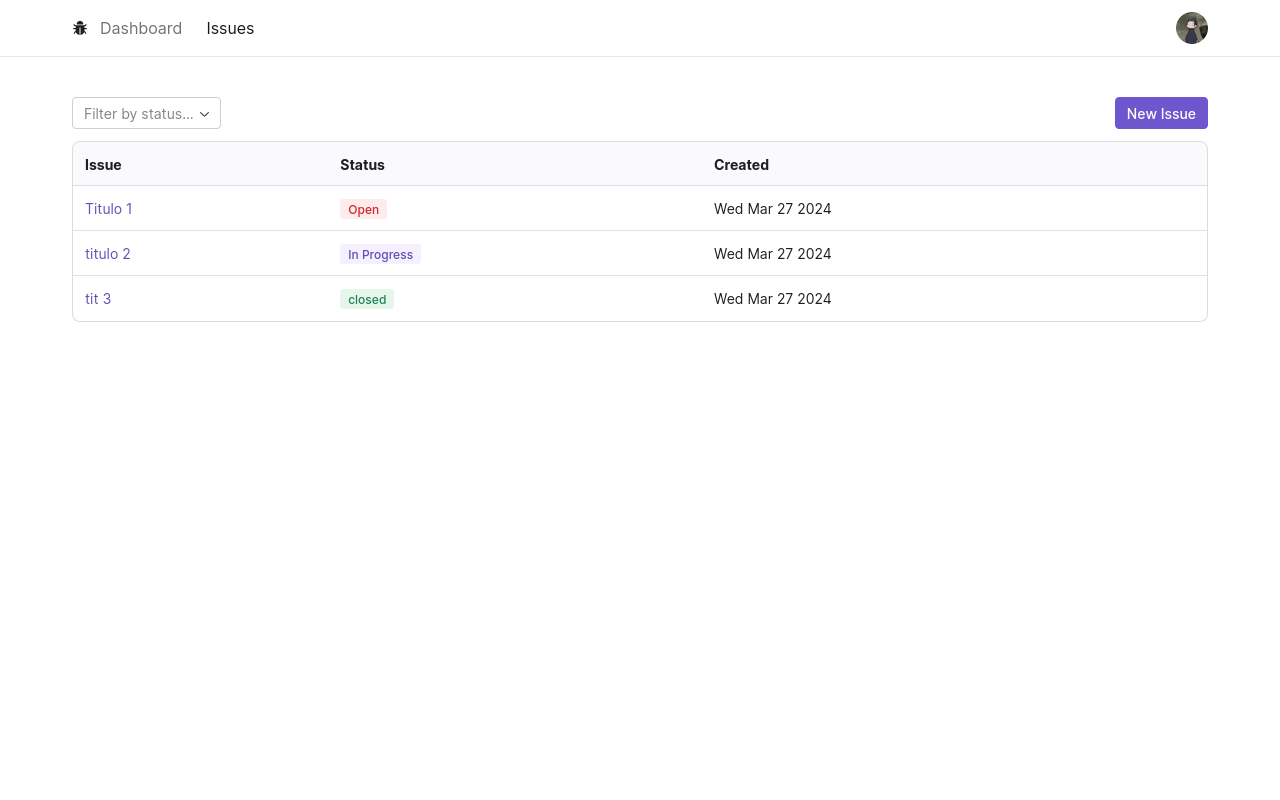 Dashboard Issues
Filter by status... New Issue
Issue Status Created
Titulo 1 Open Wed Mar 27 2024
titulo 2 In Progress Wed Mar 27 2024
tit 3 closed Wed Mar 27 2024